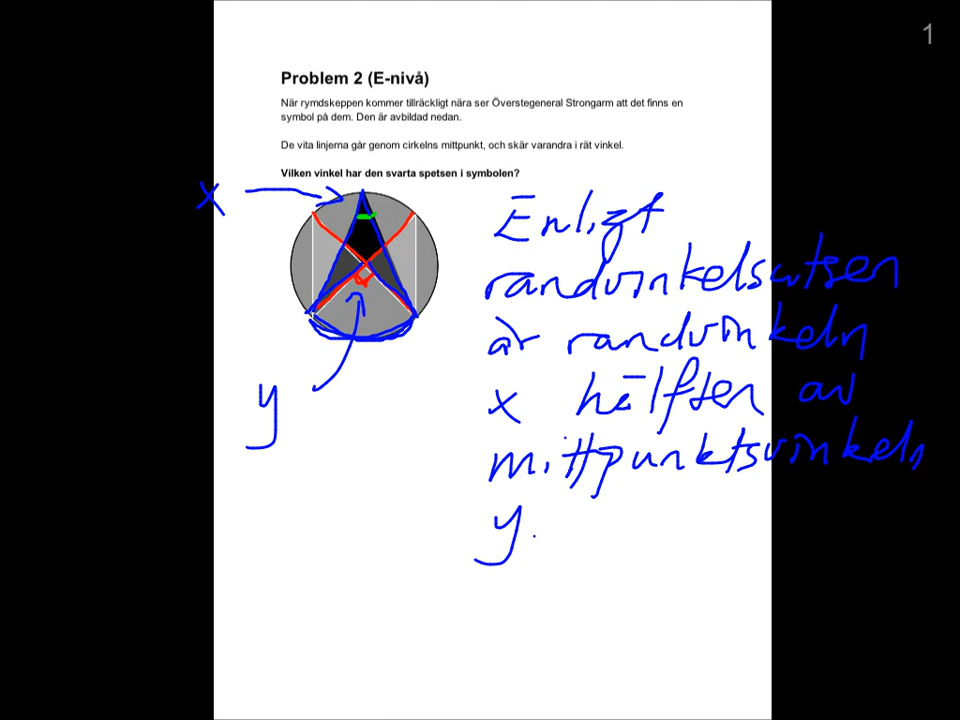 1
Problem 2 (E-nivå)
När rymdskeppen kommer tillräckligt nära ser Överstegeneral Strongarm att det finns en
symbol på dem. Den är avbildad nedan.
De vita linjerna går genom cirkelns mittpunkt, och skär varandra i rät vinkel.
Vilken vinkel har den svarta spetsen i symbolen?
x
y
Enligt
randvinkelsatsen
är randvinkeln
x hälften av
mittpunktsvinkeln
y.